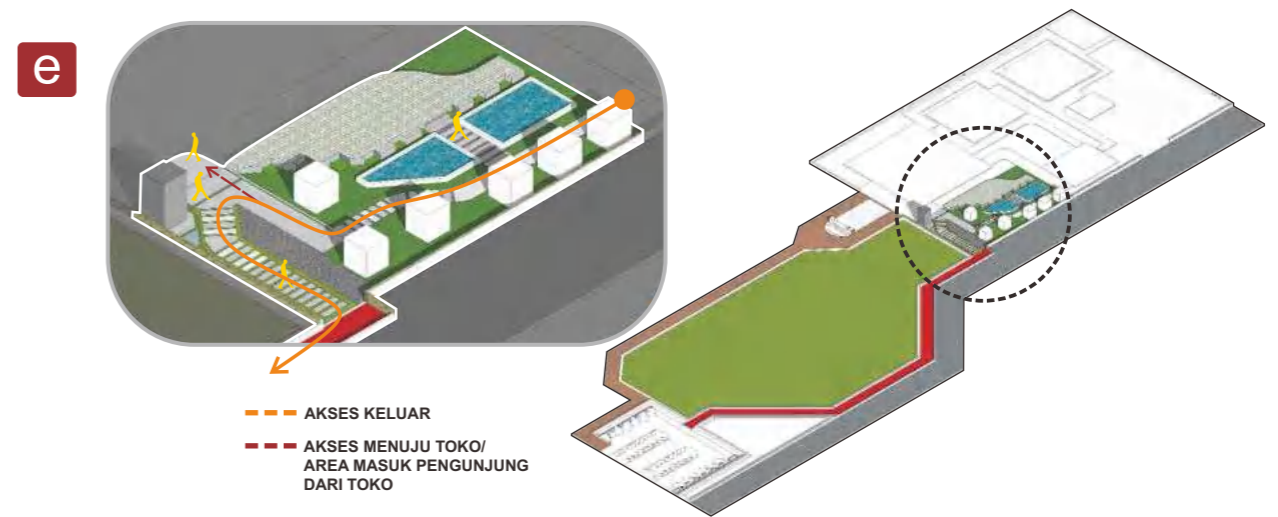 e
AKSES KELUAR
AKSES MENUJU TOKO/
AREA MASUK PENGUNJUNG
DARI TOKO